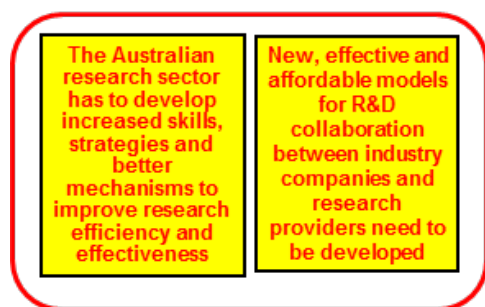 The Australian
research sector
has to develop
increased skills,
strategies and
better
mechanisms to
improve research
efficiency and
effectiveness
New, effective and
affordable models
for R&D
collaboration
between industry
companies and
research
providers need to
be developed